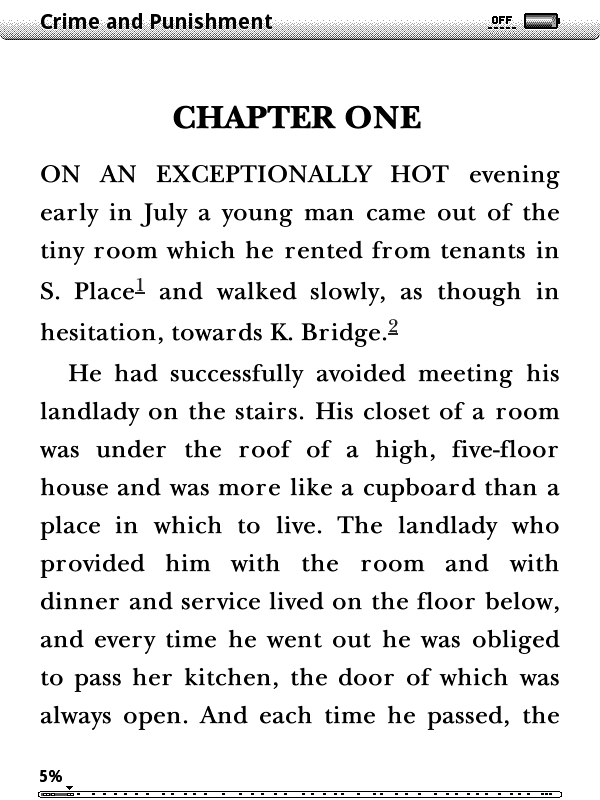 Crime and Punishment
OFF
CHAPTER ONE
ON AN EXCEPTIONALLY HOT evening
early in July a young man came out of the
tiny room which he rented from tenants in
S. Place1 and walked slowly, as though in
hesitation, towards K. Bridge.2
He had successfully avoided meeting his
landlady on the stairs. His closet of a room
was under the roof of a high, five-floor
house and was more like a cupboard than a
place in which to live. The landlady who
provided him with the room and with
dinner and service lived on the floor below,
and every time he went out he was obliged
to pass her kitchen, the door of which was
always open. And each time he passed, the
5%